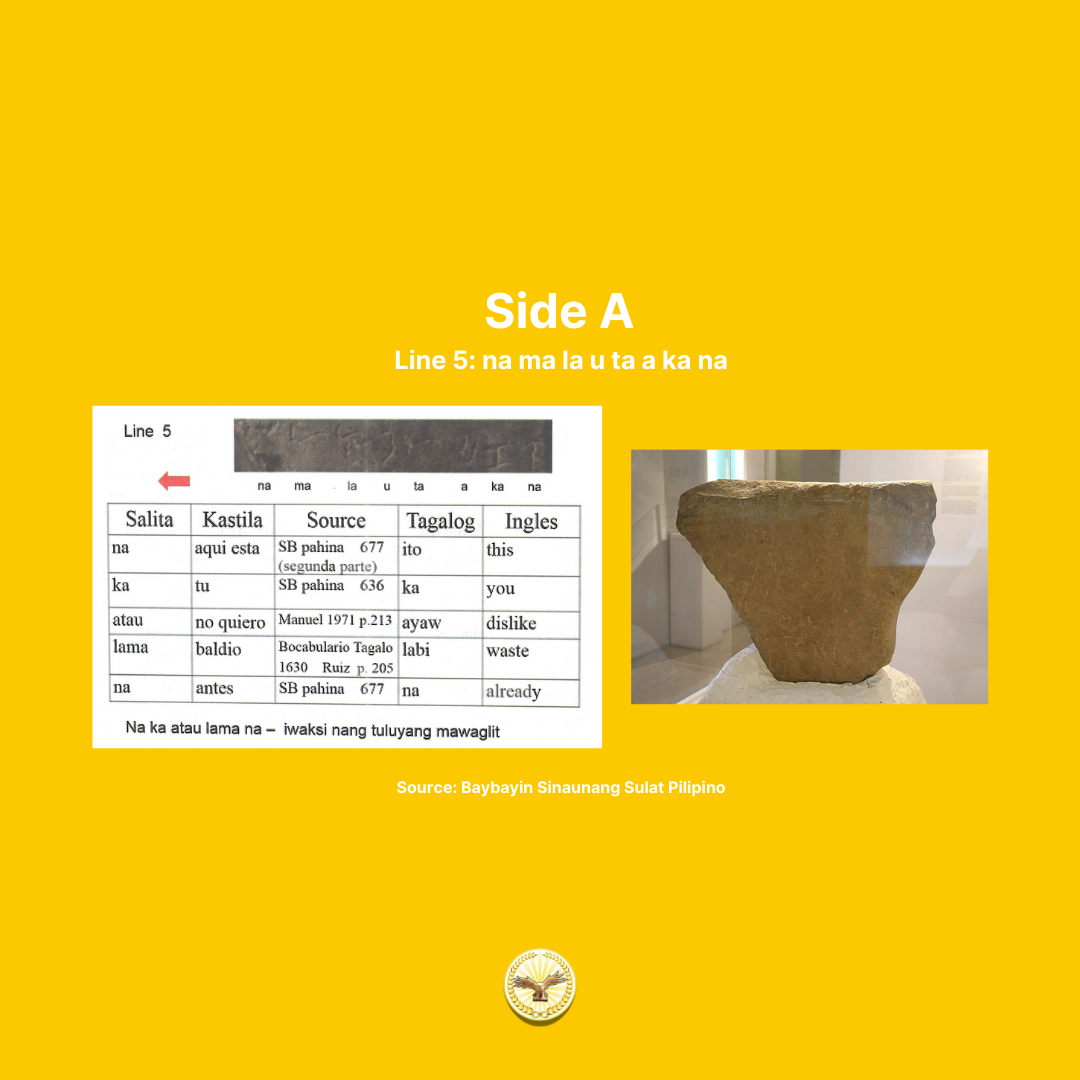 Side A
Line 5: na ma la u ta a ka na
Line 5
na ma la u ta a ka na
Salita Kastila Source Tagalog Ingles
na aqui esta SB pahina 677 (segunda parte) ito this
ka tu SB pahina 636 ka you
atau no quiero Manuel 1971 p.213 ayaw dislike
lama baldio Bocabulario Tagalo 1630 Ruiz p. 205 labi waste
na antes SB pahina 677 na already
Na ka atau lama na – iwaksi nang tuluyang mawaglit
Source: Baybayin Sinaunang Sulat Pilipino